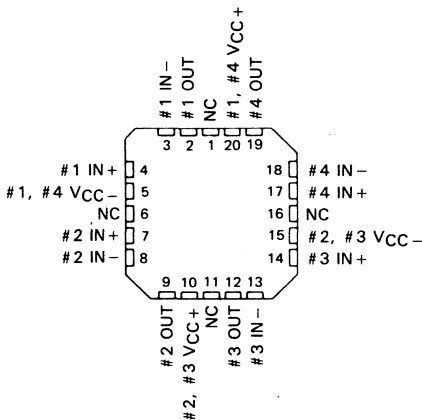 #1 IN-
#1 OUT
NC
#1, #4 VCC+
#4 OUT
3 2 1 20 19
#1 IN+ 4
#1, #4 VCC- 5
NC 6
#2 IN+ 7
#2 IN- 8
18 #4 IN-
17 #4 IN+
16 NC
15 #2, #3 VCC-
14 #3 IN+
9 10 11 12 13
#2 OUT
#2, #3 VCC+
NC
#3 OUT
#3 IN-